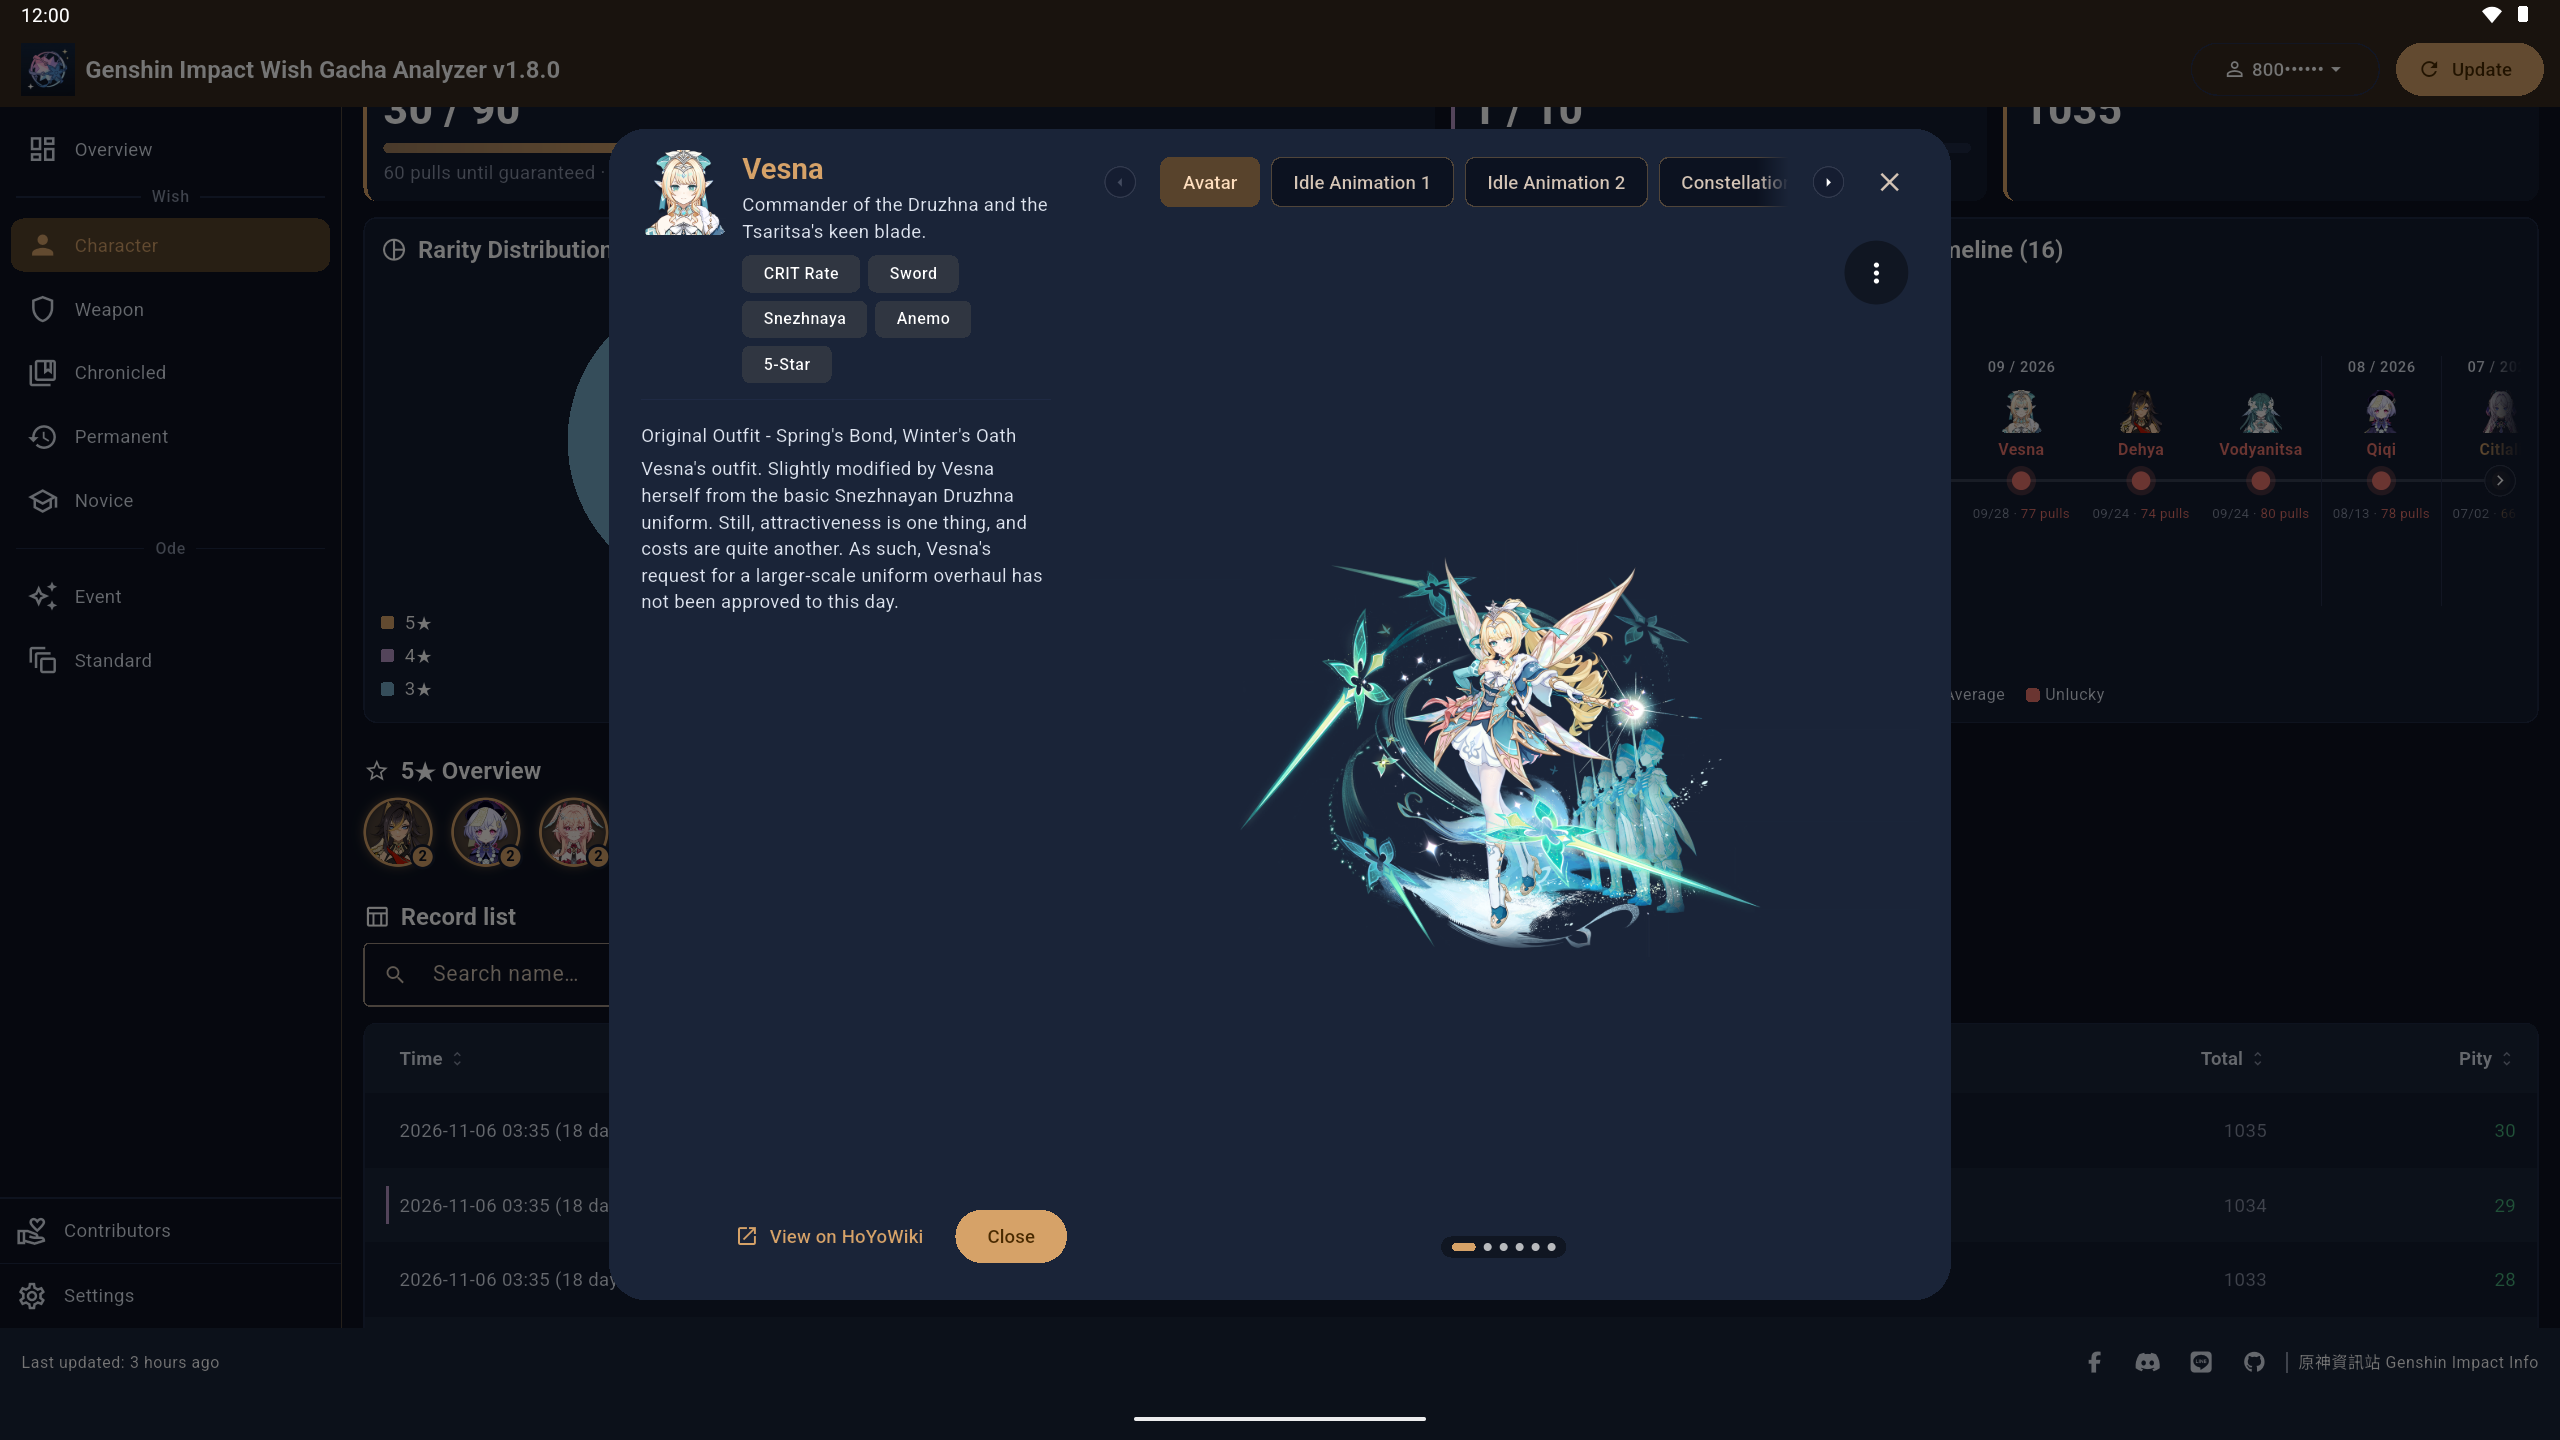 12:00
Genshin Impact Wish Gacha Analyzer v1.8.0
800••••••
Update
Overview
Wish
Character
Weapon
Chronicled
Permanent
Novice
Ode
Event
Standard
Contributors
Settings
30 / 90
60 pulls until guaranteed ·
1 / 10
1035
Rarity Distribution
5★
4★
3★
meline (16)
09 / 2026
08 / 2026
07 / 20
Vesna
Dehya
Vodyanitsa
Qiqi
Citlal
09/28 · 77 pulls
09/24 · 74 pulls
09/24 · 80 pulls
08/13 · 78 pulls
07/02 · 66
Average
Unlucky
5★ Overview
2
2
2
Record list
Search name…
Time
Total
Pity
2026-11-06 03:35 (18 da
1035
30
2026-11-06 03:35 (18 da
1034
29
2026-11-06 03:35 (18 day
1033
28
Vesna
Commander of the Druzhna and the
Tsaritsa's keen blade.
CRIT Rate
Sword
Snezhnaya
Anemo
5-Star
Original Outfit - Spring's Bond, Winter's Oath
Vesna's outfit. Slightly modified by Vesna
herself from the basic Snezhnayan Druzhna
uniform. Still, attractiveness is one thing, and
costs are quite another. As such, Vesna's
request for a larger-scale uniform overhaul has
not been approved to this day.
View on HoYoWiki
Close
Avatar
Idle Animation 1
Idle Animation 2
Constellation
Last updated: 3 hours ago
原神資訊站 Genshin Impact Info